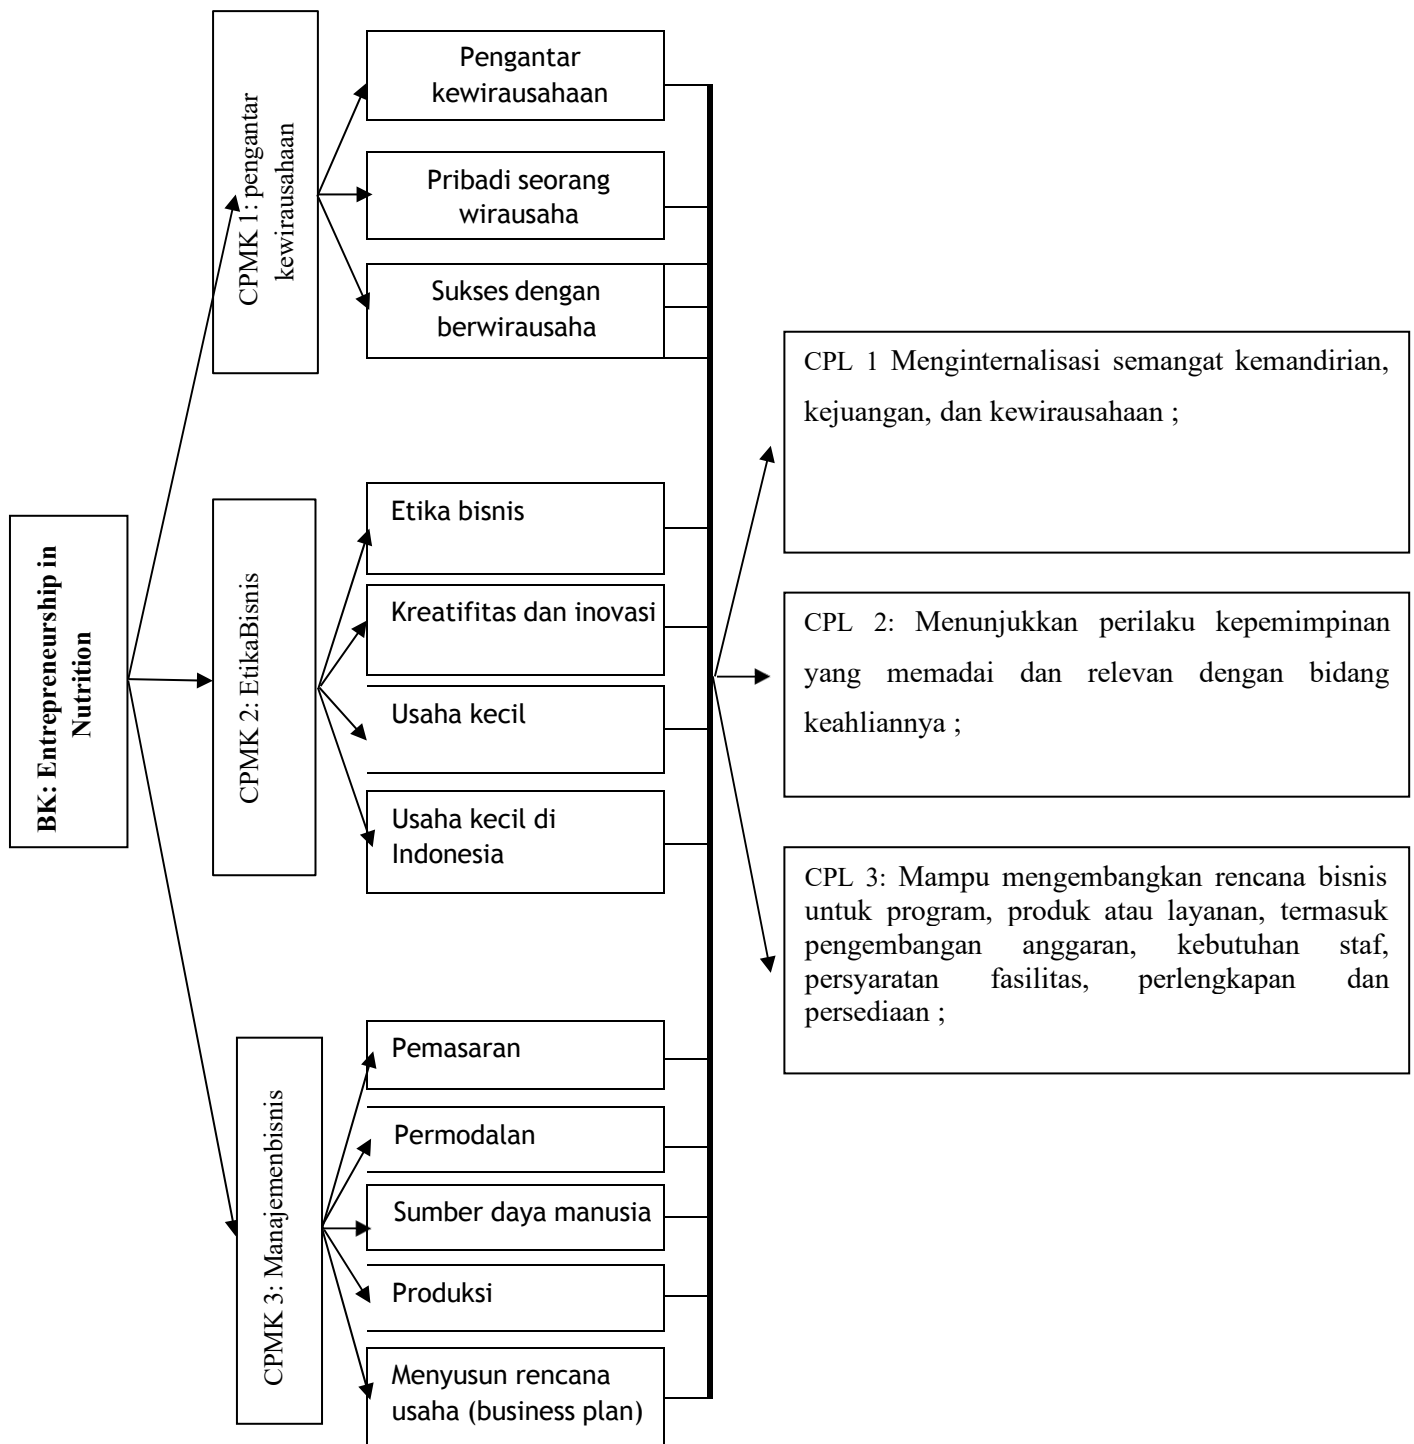 BK: Entrepreneurship in
Nutrition
CPMK 1: pengantar
kewirausahaan
Pengantar
kewirausahaan
Pribadi seorang
wirausaha
Sukses dengan
berwirausaha
CPMK 2: EtikaBisnis
Etika bisnis
Kreatifitas dan inovasi
Usaha kecil
Usaha kecil di
Indonesia
CPMK 3: Manajemenbisnis
Pemasaran
Permodalan
Sumber daya manusia
Produksi
Menyusun rencana
usaha (business plan)
CPL 1 Menginternalisasi semangat kemandirian,
kejuangan, dan kewirausahaan ;
CPL 2: Menunjukkan perilaku kepemimpinan
yang memadai dan relevan dengan bidang
keahliannya ;
CPL 3: Mampu mengembangkan rencana bisnis
untuk program, produk atau layanan, termasuk
pengembangan anggaran, kebutuhan staf,
persyaratan fasilitas, perlengkapan dan
persediaan ;